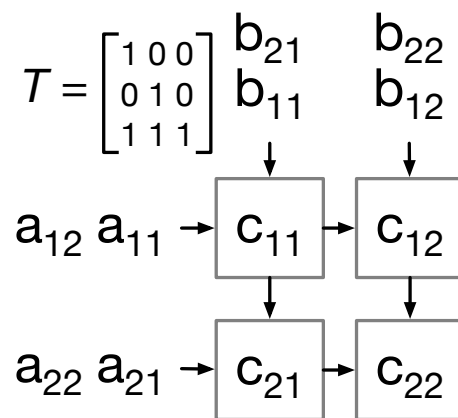 T = [1 0 0
0 1 0
1 1 1]
b₂₁ b₂₂
b₁₁ b₁₂
a₁₂ a₁₁ c₁₁ c₁₂
a₂₂ a₂₁ c₂₁ c₂₂